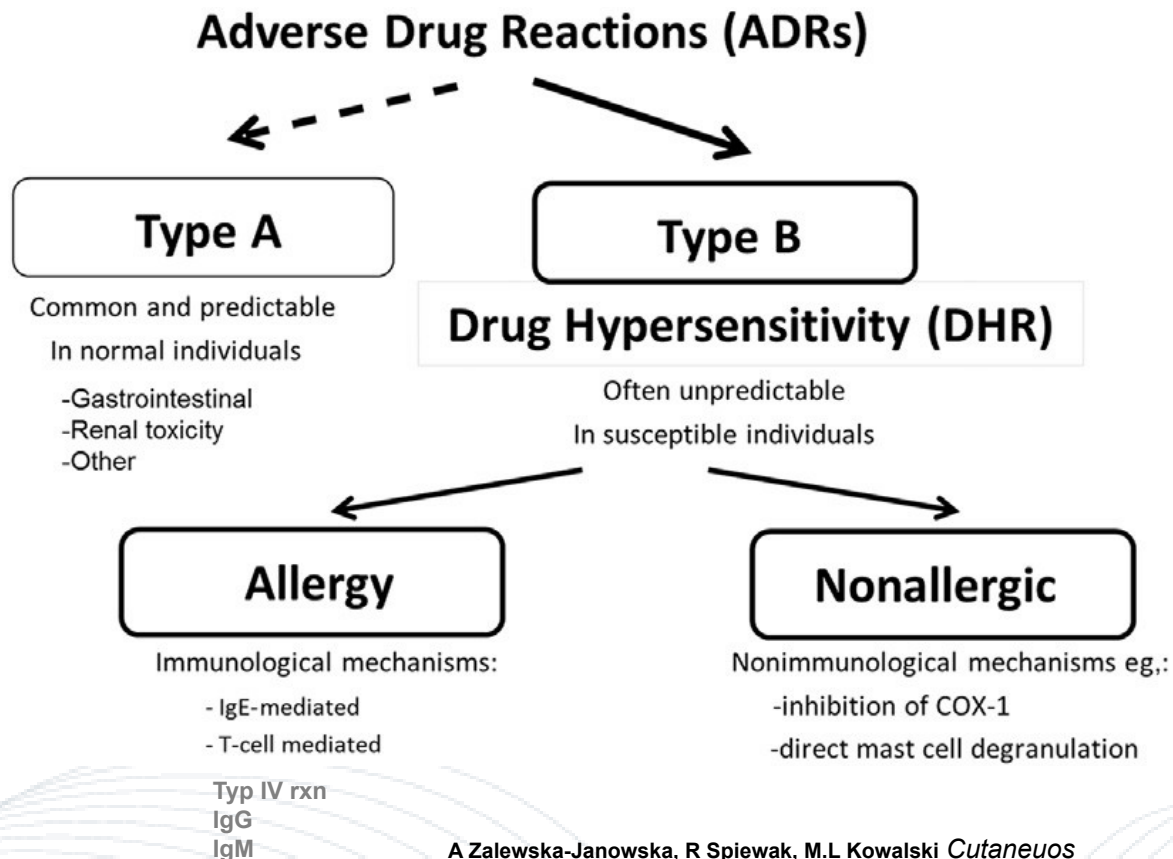 Adverse Drug Reactions (ADRs)
Type A
Common and predictable
In normal individuals
-Gastrointestinal
-Renal toxicity
-Other
Type B
Drug Hypersensitivity (DHR)
Often unpredictable
In susceptible individuals
Allergy
Immunological mechanisms:
- IgE-mediated
- T-cell mediated
Typ IV rxn
IgG
IgM
Nonallergic
Nonimmunological mechanisms eg,:
-inhibition of COX-1
-direct mast cell degranulation
A Zalewska-Janowska, R Spiewak, M.L Kowalski Cutaneuos